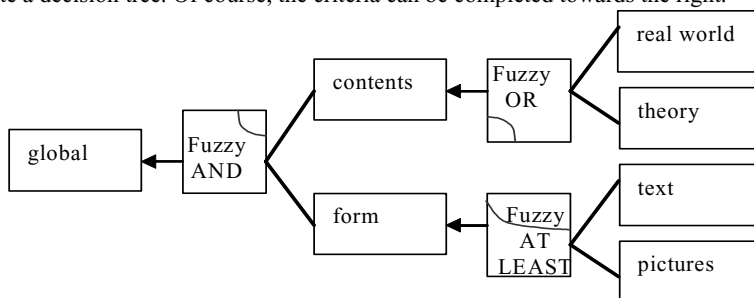 a decision tree. Of course, the criteria can be completed towards the right.
real world
contents
Fuzzy
OR
theory
global
Fuzzy
AND
text
form
Fuzzy
AT
LEAST
pictures